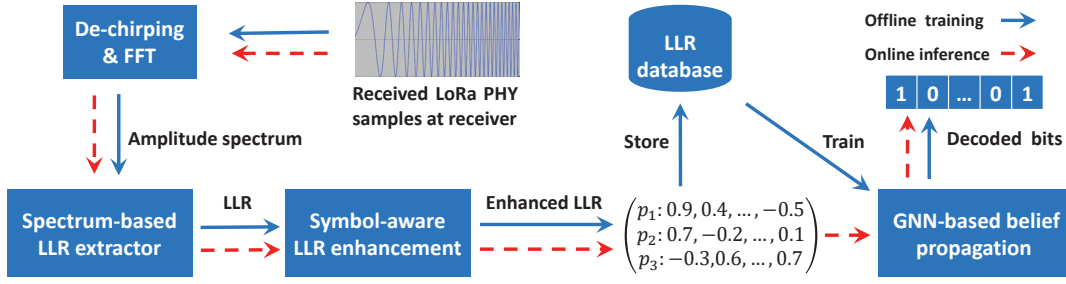 De-chirping
& FFT
Received LoRa PHY
samples at receiver
LLR
database
Offline training
Online inference
1 0 ... 0 1
Decoded bits
Amplitude spectrum
Store
Train
Spectrum-based
LLR extractor
LLR
Symbol-aware
LLR enhancement
Enhanced LLR
p₁: 0.9, 0.4, ... , −0.5
p₂: 0.7, −0.2, ... , 0.1
p₃: −0.3,0.6, ... , 0.7
GNN-based belief
propagation